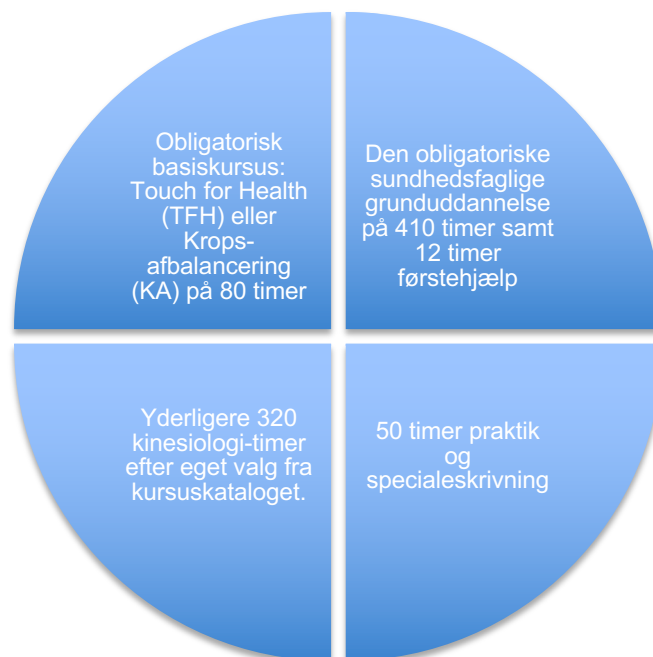 Obligatorisk
basiskursus:
Touch for Health
(TFH) eller
Krops-
afbalancering
(KA) på 80 timer
Den obligatoriske
sundhedsfaglige
grunduddannelse
på 410 timer samt
12 timer
førstehjælp
Yderligere 320
kinesiologi-timer
efter eget valg fra
kursuskataloget.
50 timer praktik
og
specialeskrivning